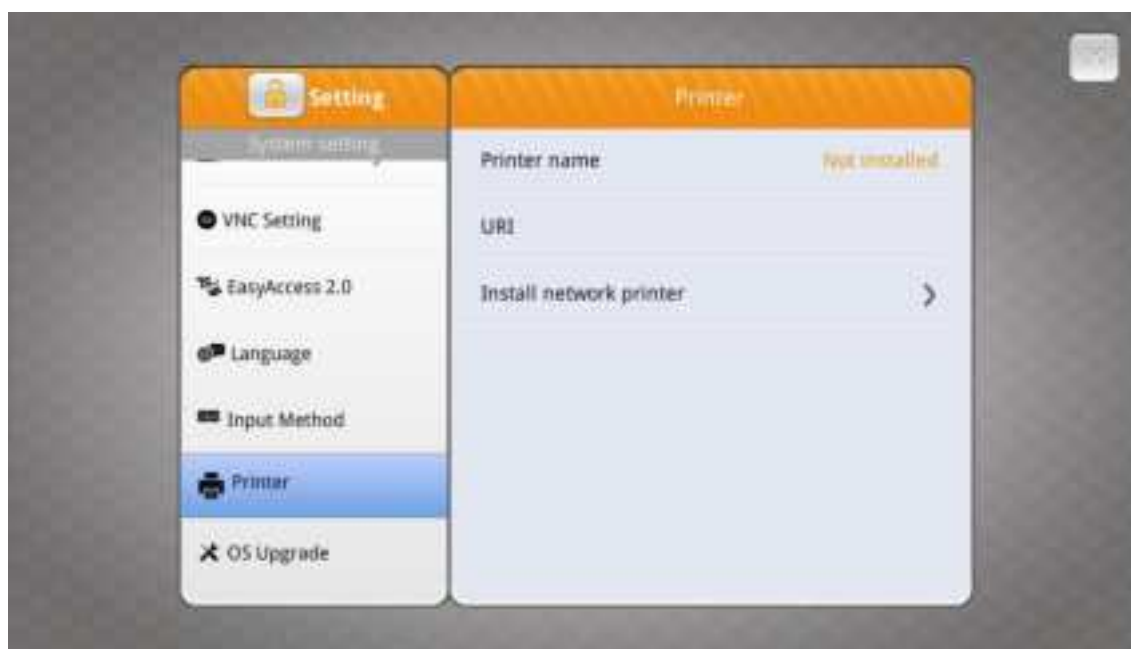 Setting
System setting
VNC Setting
EasyAccess 2.0
Language
Input Method
Printer
OS Upgrade
Printer
Printer name
Not installed
URI
Install network printer